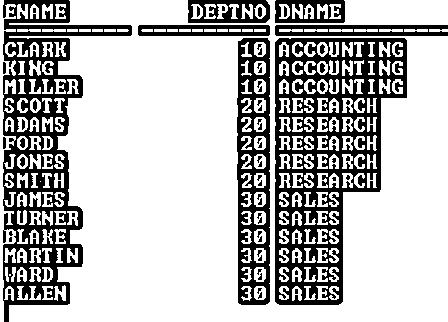 ENAME DEPTNO DNAME
CLARK 10 ACCOUNTING
KING 10 ACCOUNTING
MILLER 10 ACCOUNTING
SCOTT 20 RESEARCH
ADAMS 20 RESEARCH
FORD 20 RESEARCH
JONES 20 RESEARCH
SMITH 20 RESEARCH
JAMES 30 SALES
TURNER 30 SALES
BLAKE 30 SALES
MARTIN 30 SALES
WARD 30 SALES
ALLEN 30 SALES